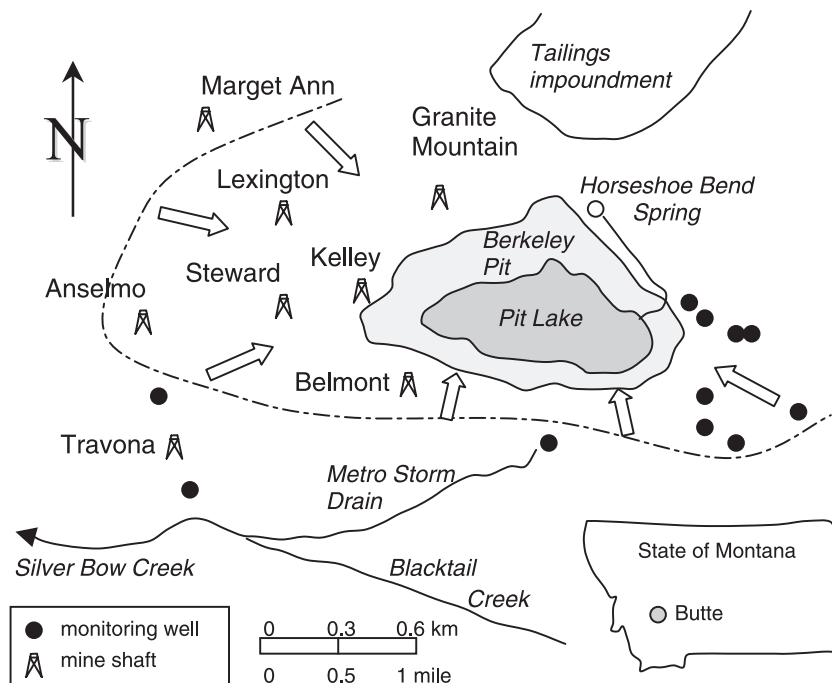 Tailings
impoundment
Marget Ann
Granite
Mountain
N
Lexington
Horseshoe Bend
Spring
Berkeley
Pit
Kelley
Steward
Anselmo
Pit Lake
Belmont
Travona
Metro Storm
Drain
State of Montana
Silver Bow Creek
Blacktail
Creek
Butte
monitoring well
mine shaft
0 0.3 0.6 km
0 0.5 1 mile